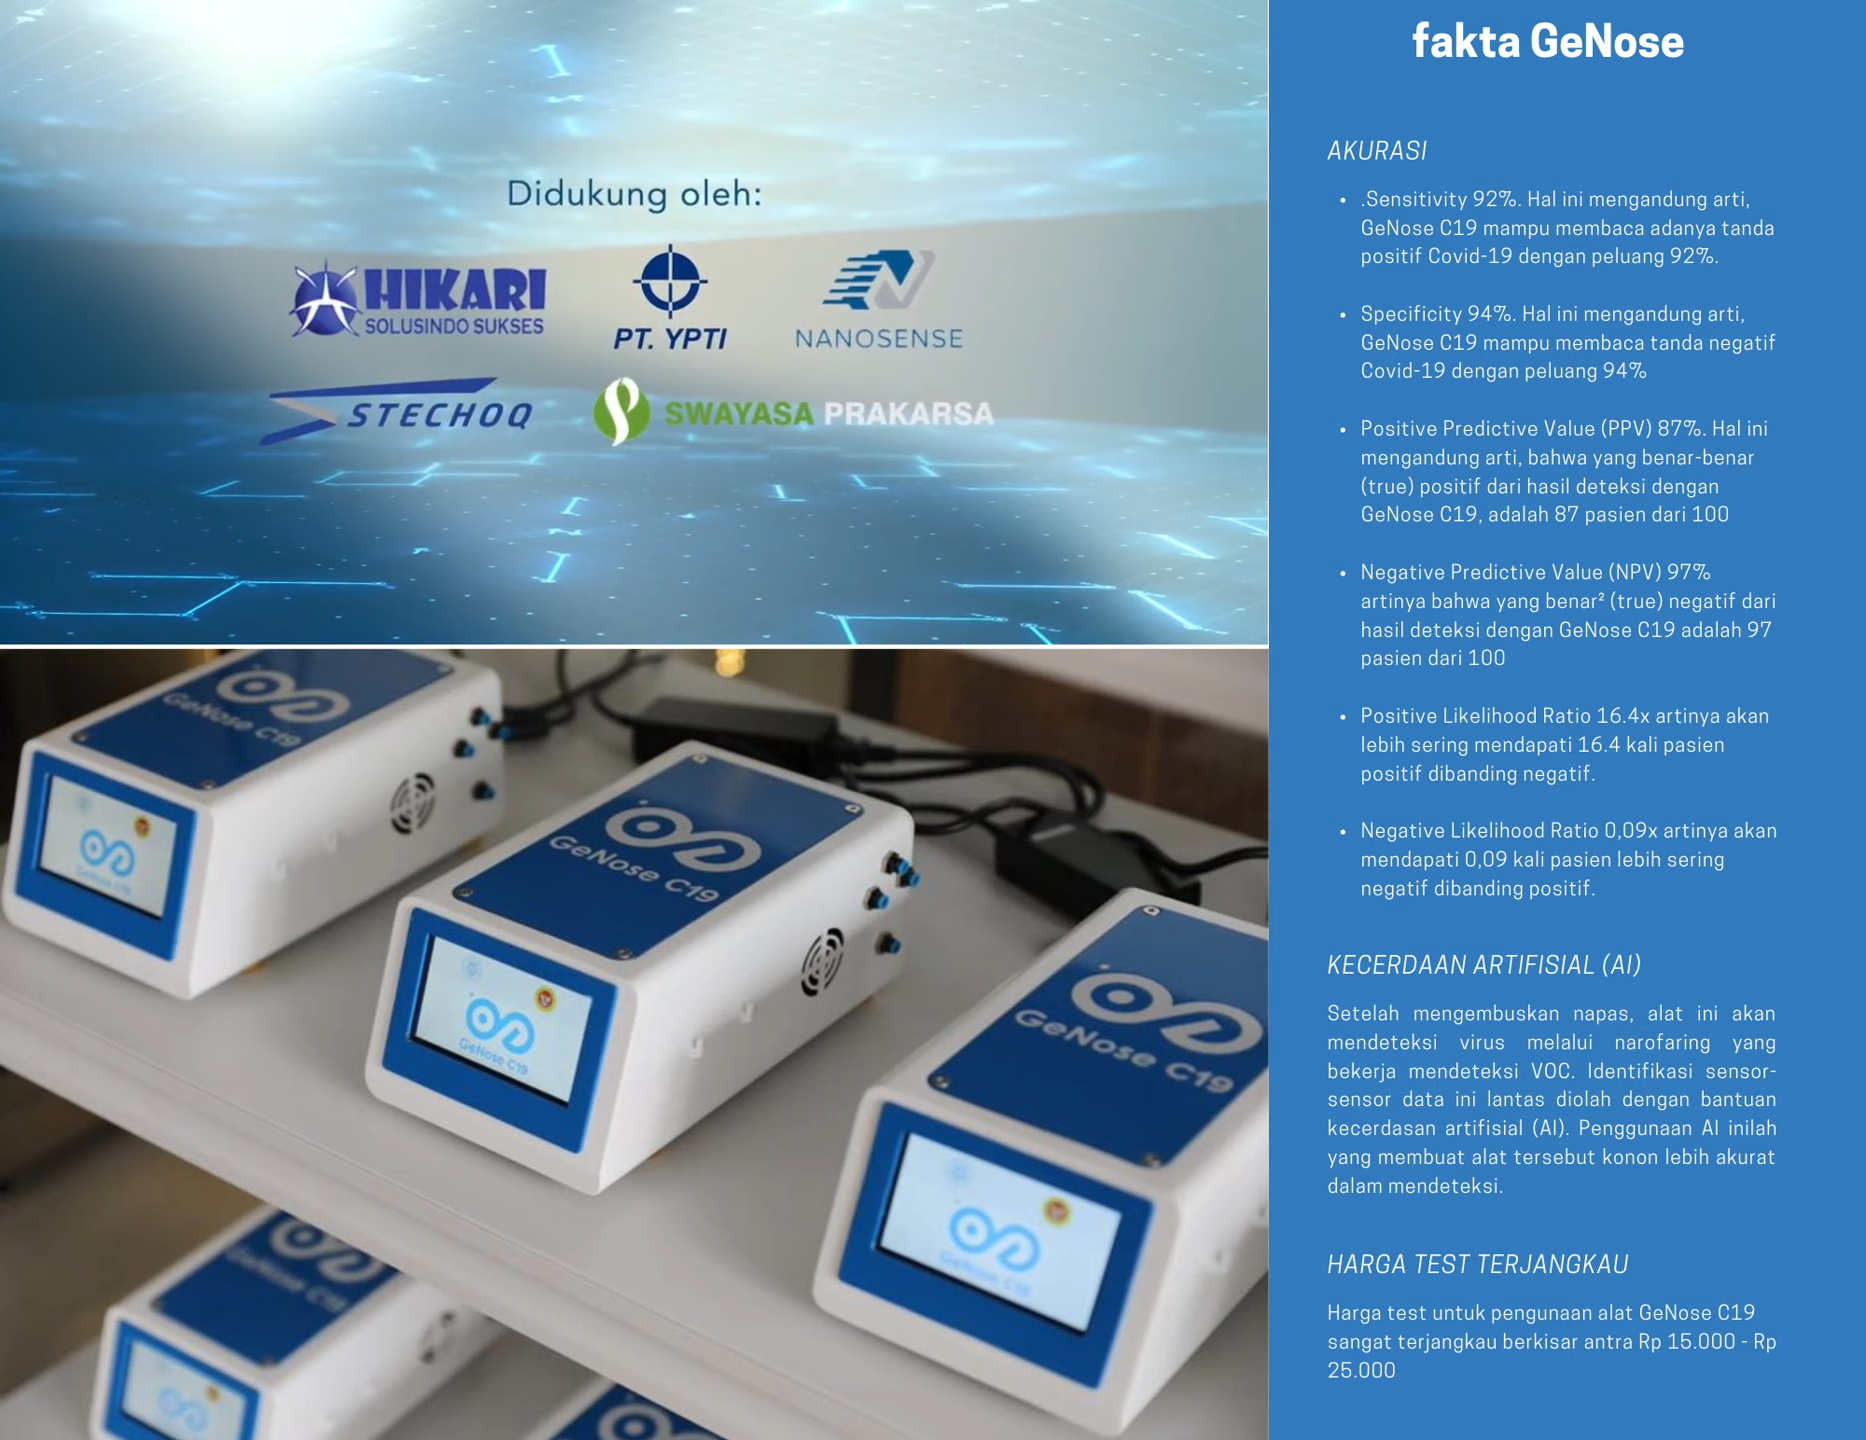 Didukung oleh:
HIKARI
SOLUSINDO SUKSES
PT. YPTI
NANOSENSE
STECHOQ
SWAYASA PRAKARSA
GeNose C19
GeNose C19
GeNose C19
GeNose C19
GeNose C19
GeNose C19
GeNose C19
fakta GeNose
AKURASI
• .Sensitivity 92%. Hal ini mengandung arti,
GeNose C19 mampu membaca adanya tanda
positif Covid-19 dengan peluang 92%.
• Specificity 94%. Hal ini mengandung arti,
GeNose C19 mampu membaca tanda negatif
Covid-19 dengan peluang 94%
• Positive Predictive Value (PPV) 87%. Hal ini
mengandung arti, bahwa yang benar-benar
(true) positif dari hasil deteksi dengan
GeNose C19, adalah 87 pasien dari 100
• Negative Predictive Value (NPV) 97%
artinya bahwa yang benar² (true) negatif dari
hasil deteksi dengan GeNose C19 adalah 97
pasien dari 100
• Positive Likelihood Ratio 16.4x artinya akan
lebih sering mendapati 16.4 kali pasien
positif dibanding negatif.
• Negative Likelihood Ratio 0,09x artinya akan
mendapati 0,09 kali pasien lebih sering
negatif dibanding positif.
KECERDAAN ARTIFISIAL (AI)
Setelah mengembuskan napas, alat ini akan
mendeteksi virus melalui narofaring yang
bekerja mendeteksi VOC. Identifikasi sensor-
sensor data ini lantas diolah dengan bantuan
kecerdasan artifisial (AI). Penggunaan AI inilah
yang membuat alat tersebut konon lebih akurat
dalam mendeteksi.
HARGA TEST TERJANGKAU
Harga test untuk pengunaan alat GeNose C19
sangat terjangkau berkisar antra Rp 15.000 - Rp
25.000